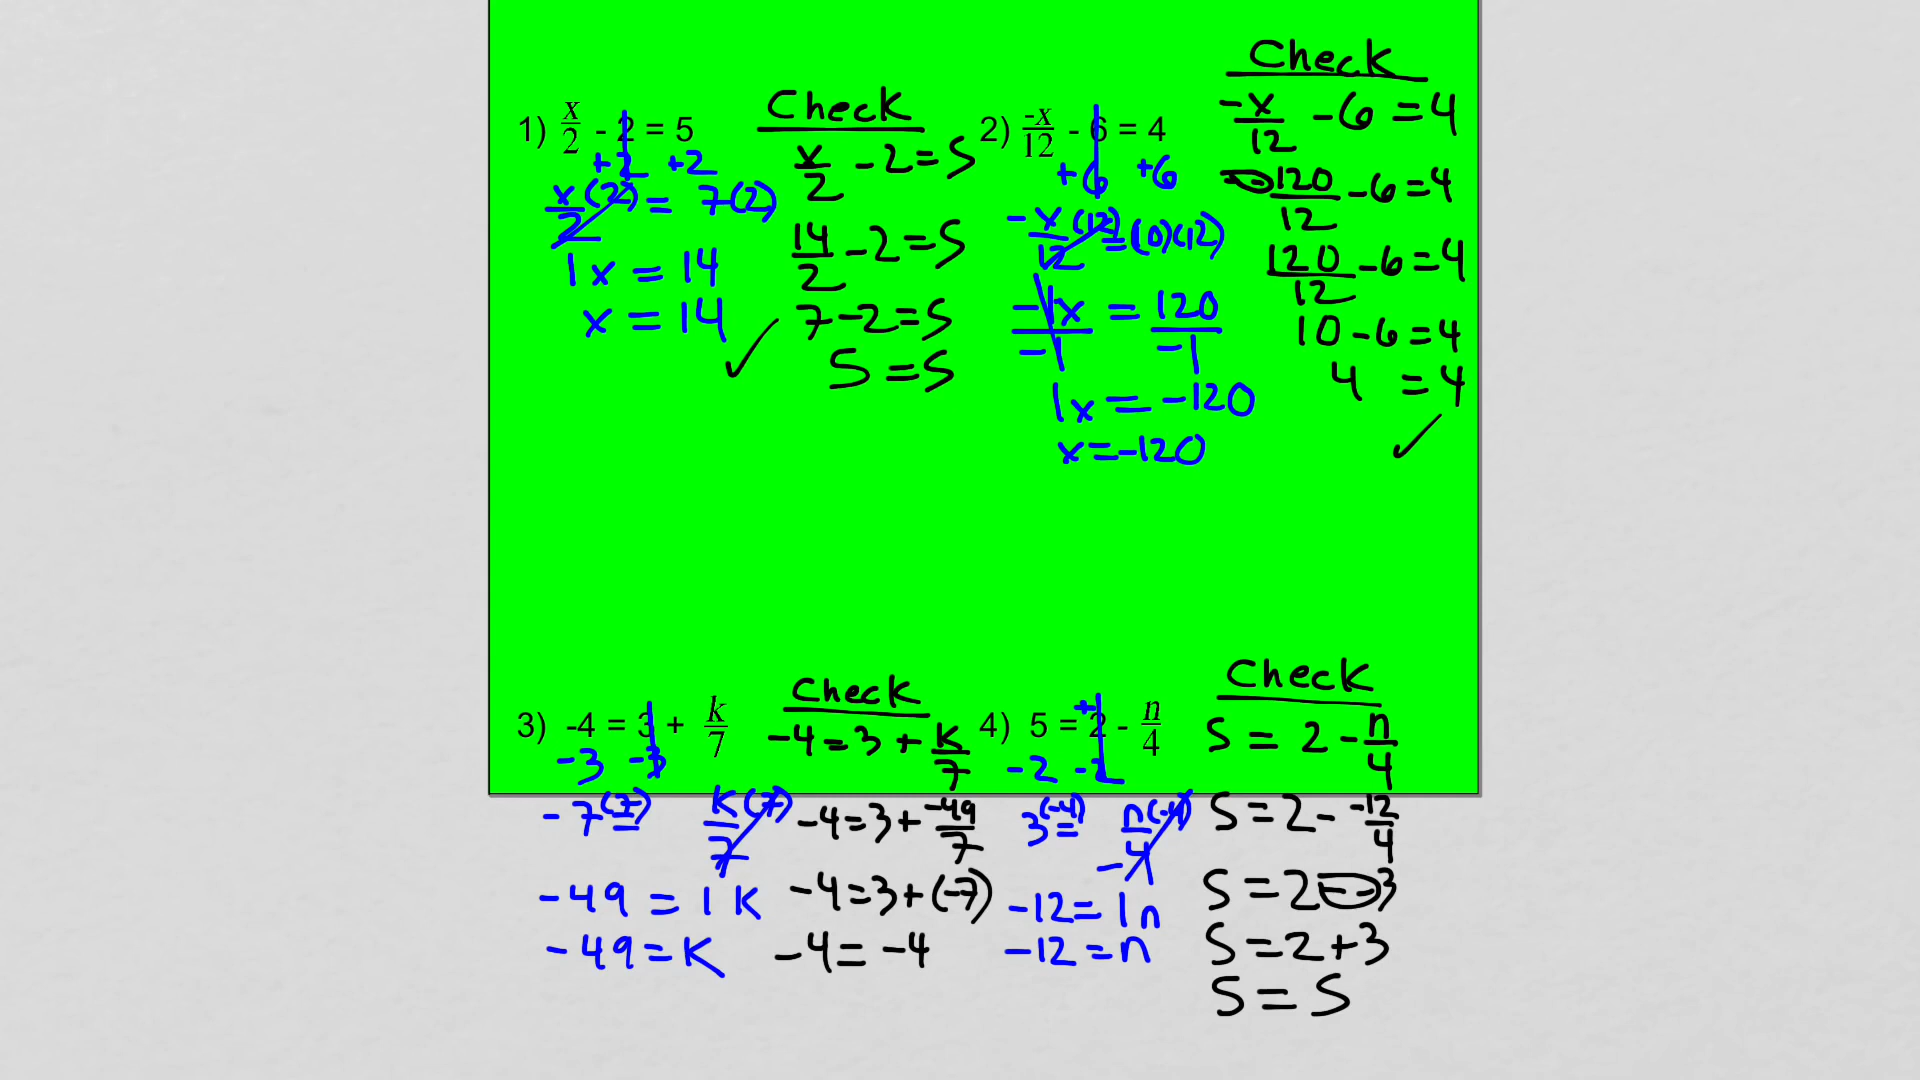 1) x/2 - 2 = 5
+2 +2
x/2 (2) = 7(2)
1x = 14
x = 14
Check
x/2 - 2 = 5
14/2 - 2 = 5
7 - 2 = 5
5 = 5
2) -x/12 - 6 = 4
+6 +6
-x/12 (12) = (10)(12)
-1x/-1 = 120/-1
1x = -120
x = -120
Check
-x/12 - 6 = 4
--120/12 - 6 = 4
120/12 - 6 = 4
10 - 6 = 4
4 = 4
3) -4 = 3 + k/7
-3 -3
-7(7) = k/7 (7)
-49 = 1k
-49 = k
Check
-4 = 3 + k/7
-4 = 3 + -49/7
-4 = 3 + (-7)
-4 = -4
4) 5 = +2 - n/4
-2 -2
3(-4) = n/-4 (-4)
-12 = 1n
-12 = n
Check
5 = 2 - n/4
5 = 2 - -12/4
5 = 2 - -3
5 = 2 + 3
5 = 5